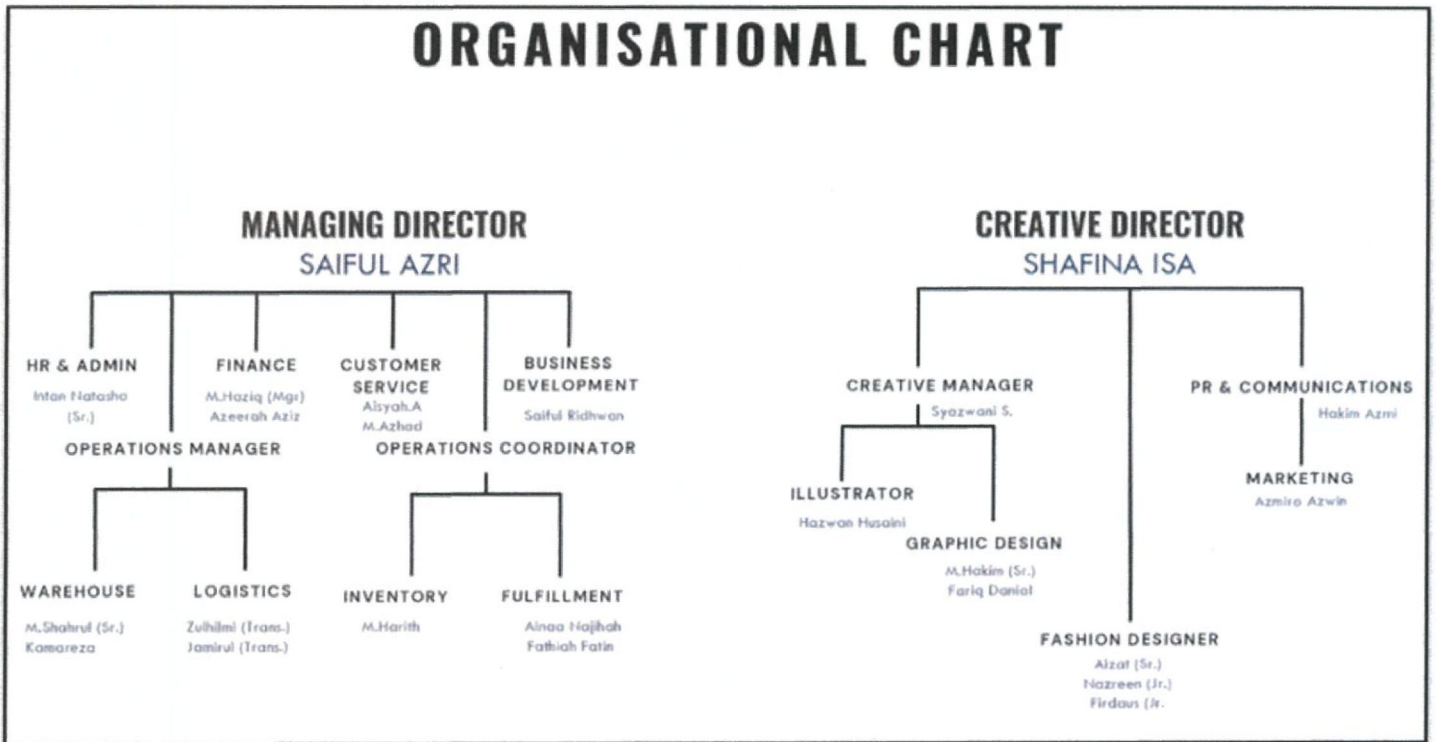 ORGANISATIONAL CHART
MANAGING DIRECTOR
SAIFUL AZRI
HR & ADMIN
Intan Natasha
(Sr.)
FINANCE
M.Haziq (Mgr)
Azeerah Aziz
CUSTOMER
SERVICE
Aisyah.A
M.Azhad
BUSINESS
DEVELOPMENT
Saiful Ridhwan
OPERATIONS MANAGER
OPERATIONS COORDINATOR
WAREHOUSE
M.Shahrul (Sr.)
Kamareza
LOGISTICS
Zulhilmi (Trans.)
Jamirul (Trans.)
INVENTORY
M.Harith
FULFILLMENT
Ainaa Najihah
Fathiah Fatin
CREATIVE DIRECTOR
SHAFINA ISA
CREATIVE MANAGER
Syazwani S.
ILLUSTRATOR
Hazwan Husaini
GRAPHIC DESIGN
M.Hakim (Sr.)
Fariq Danial
FASHION DESIGNER
Aizat (Sr.)
Nazreen (Jr.)
Firdaus (Jr.
PR & COMMUNICATIONS
Hakim Azmi
MARKETING
Azmira Azwin